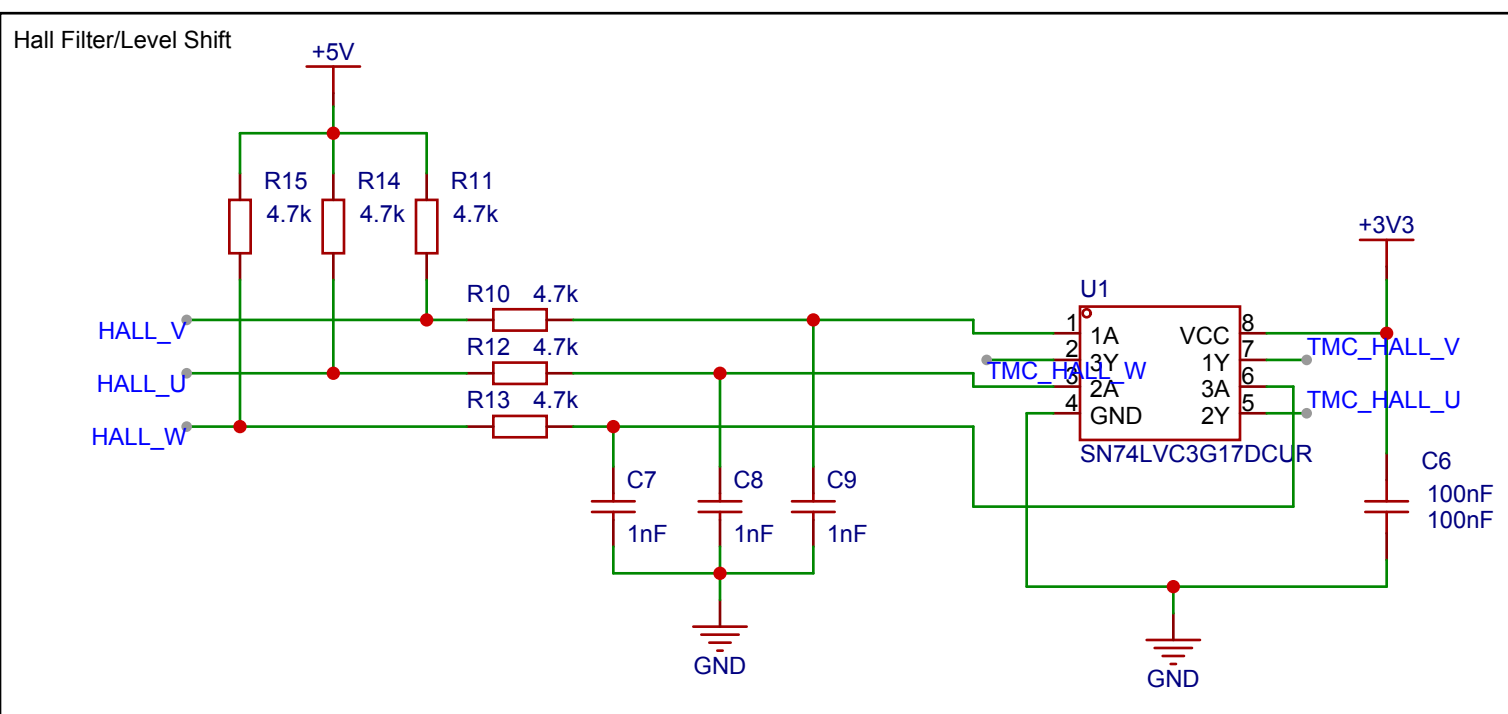 Hall Filter/Level Shift
+5V
R15
4.7k
R14
4.7k
R11
4.7k
+3V3
R10 4.7k
HALL_V
R12 4.7k
HALL_U
R13 4.7k
HALL_W
U1
1 1A
2 3Y
3 2A
4 GND
VCC 8
1Y 7
3A 6
2Y 5
TMC_HALL_W
TMC_HALL_V
TMC_HALL_U
SN74LVC3G17DCUR
C7
1nF
C8
1nF
C9
1nF
C6
100nF
100nF
GND
GND